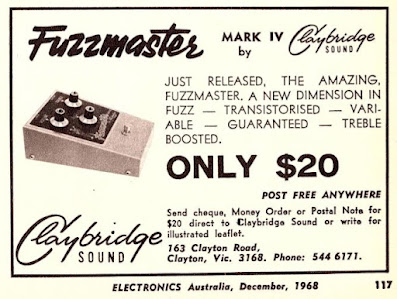 Fuzzmaster MARK IV by Claybridge SOUND
JUST RELEASED, THE AMAZING,
FUZZMASTER. A NEW DIMENSION IN
FUZZ — TRANSISTORISED — VARI-
ABLE — GUARANTEED — TREBLE
BOOSTED.
ONLY $20
POST FREE ANYWHERE
Send cheque, Money Order or Postal Note for
$20 direct to Claybridge Sound or write for
illustrated leaflet.
163 Clayton Road,
Clayton, Vic. 3168. Phone: 544 6171.
Claybridge
SOUND
ELECTRONICS Australia, December, 1968 117